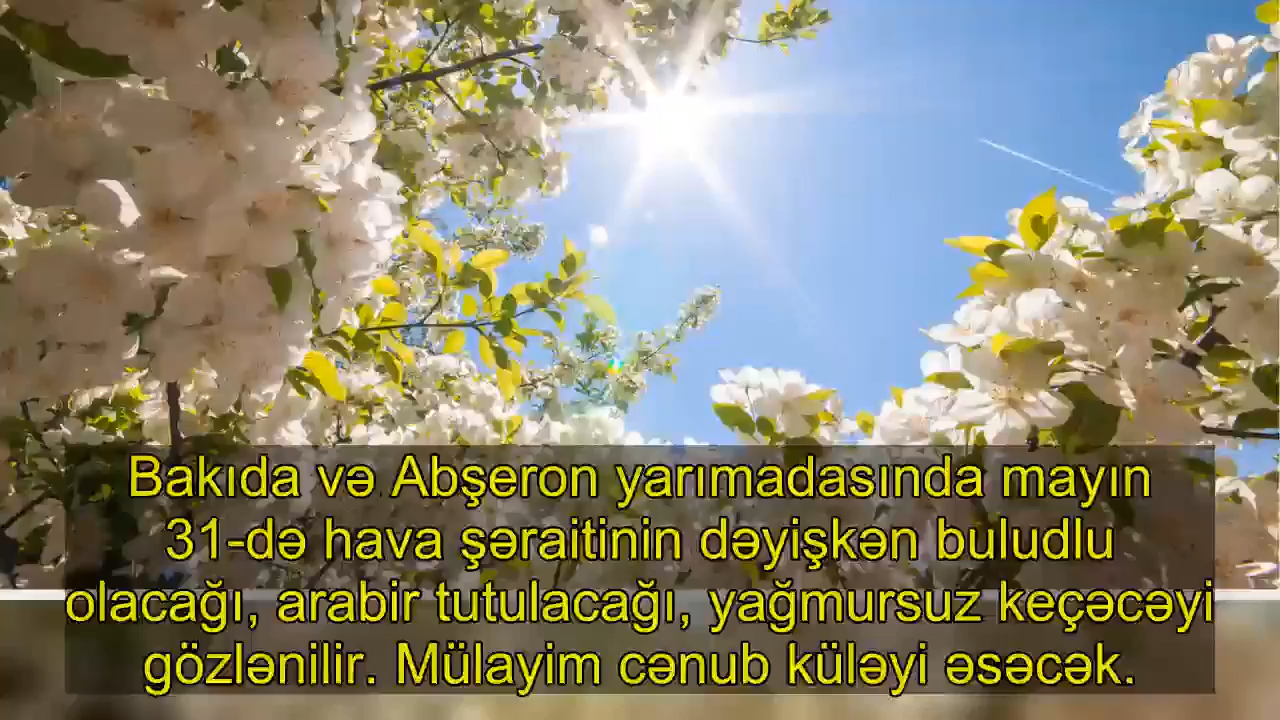 Bakıda və Abşeron yarımadasında mayın
31-də hava şəraitinin dəyişkən buludlu
olacağı, arabir tutulacağı, yağmursuz keçəcəyi
gözlənilir. Mülayim cənub küləyi əsəcək.